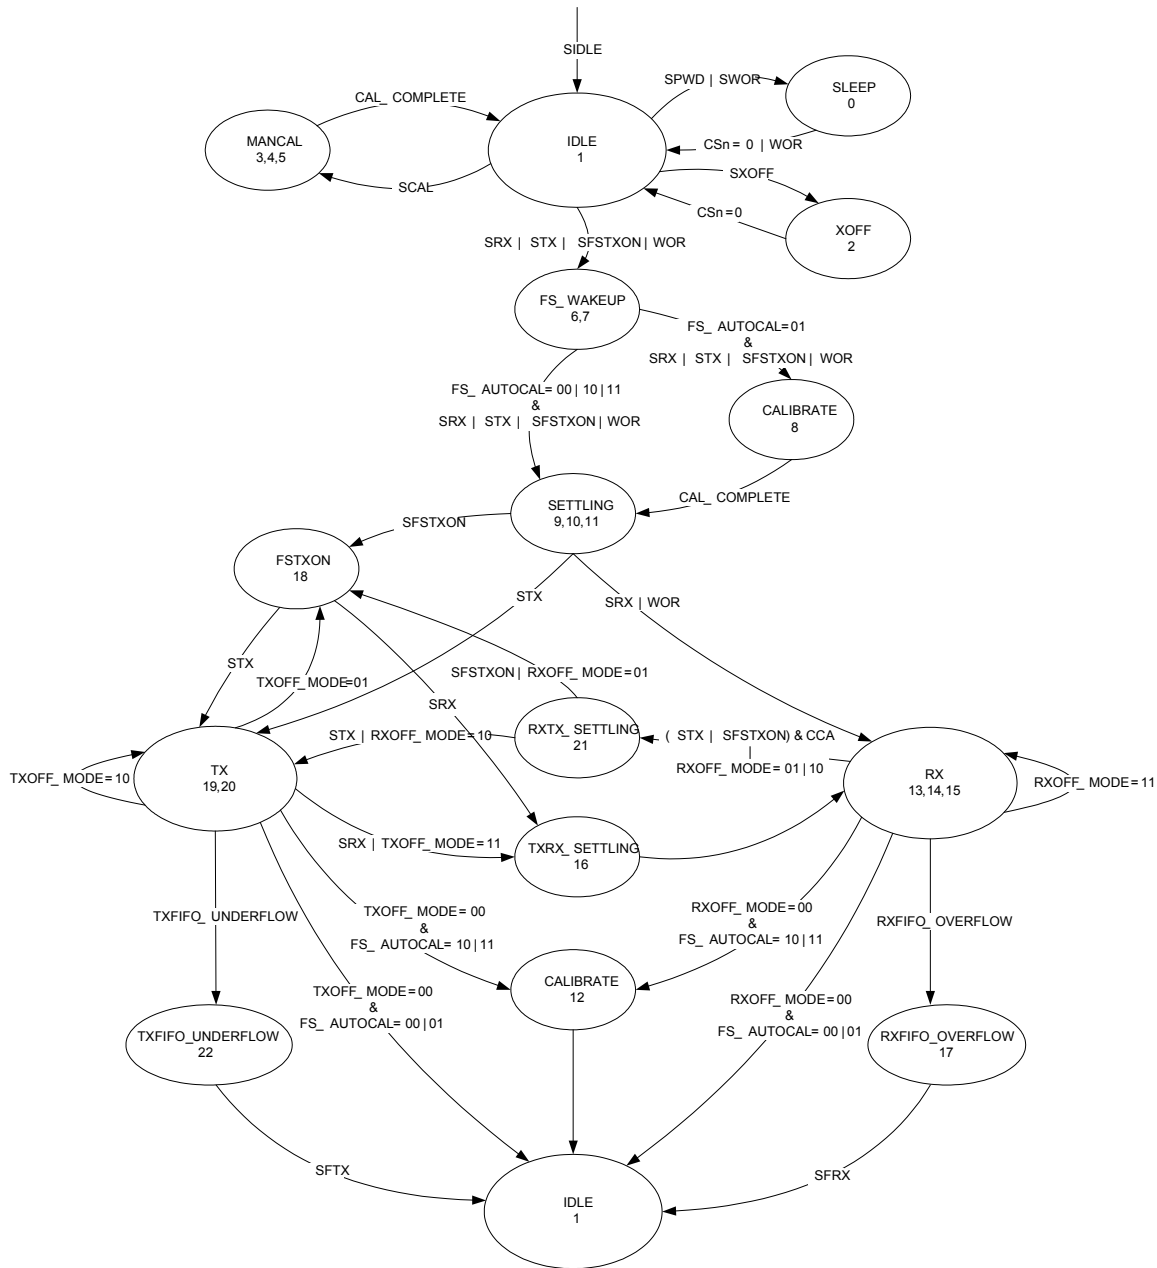 SIDLE
SPWD | SWOR
SLEEP
0
CAL_ COMPLETE
MANCAL
3,4,5
IDLE
1
CSn = 0 | WOR
SXOFF
SCAL
CSn=0
XOFF
2
SRX | STX | SFSTXON | WOR
FS_ WAKEUP
6,7
FS_ AUTOCAL= 01
&
SRX | STX | SFSTXON | WOR
FS_ AUTOCAL= 00 | 10 | 11
&
SRX | STX | SFSTXON | WOR
CALIBRATE
8
CAL_ COMPLETE
SETTLING
9,10,11
SFSTXON
FSTXON
18
STX
SRX | WOR
STX
TXOFF_ MODE=01
SFSTXON | RXOFF_ MODE=01
SRX
RXTX_ SETTLING
21
STX | RXOFF_ MODE=10
( STX | SFSTXON) & CCA
|
RXOFF_ MODE= 01 | 10
TXOFF_ MODE= 10
TX
19,20
RX
13,14,15
RXOFF_ MODE= 11
SRX | TXOFF_ MODE= 11
TXRX_ SETTLING
16
TXFIFO_ UNDERFLOW
TXOFF_ MODE= 00
&
FS_ AUTOCAL= 10 | 11
RXOFF_ MODE= 00
&
FS_ AUTOCAL= 10 | 11
RXFIFO_ OVERFLOW
CALIBRATE
12
TXOFF_ MODE= 00
&
FS_ AUTOCAL= 00 | 01
RXOFF_ MODE= 00
&
FS_ AUTOCAL= 00 | 01
TXFIFO_UNDERFLOW
22
RXFIFO_OVERFLOW
17
SFTX
SFRX
IDLE
1